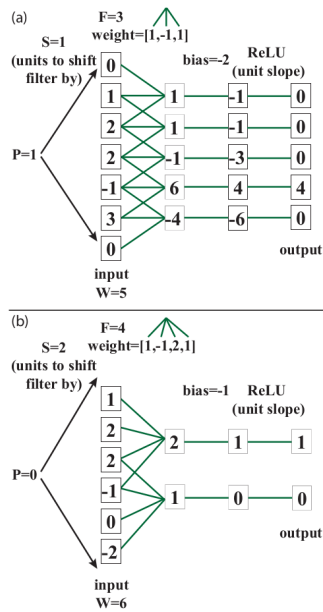 (a)
F=3
weight=[1,-1,1]
S=1
(units to shift
filter by)
bias=-2
ReLU
(unit slope)
P=1
0
1
2
2
-1
3
0
1
1
-1
6
-4
-1
-1
-3
4
-6
0
0
0
4
0
input
W=5
output
(b)
F=4
weight=[1,-1,2,1]
S=2
(units to shift
filter by)
bias=-1
ReLU
(unit slope)
P=0
1
2
2
-1
0
-2
2
1
1
1
0
0
input
W=6
output